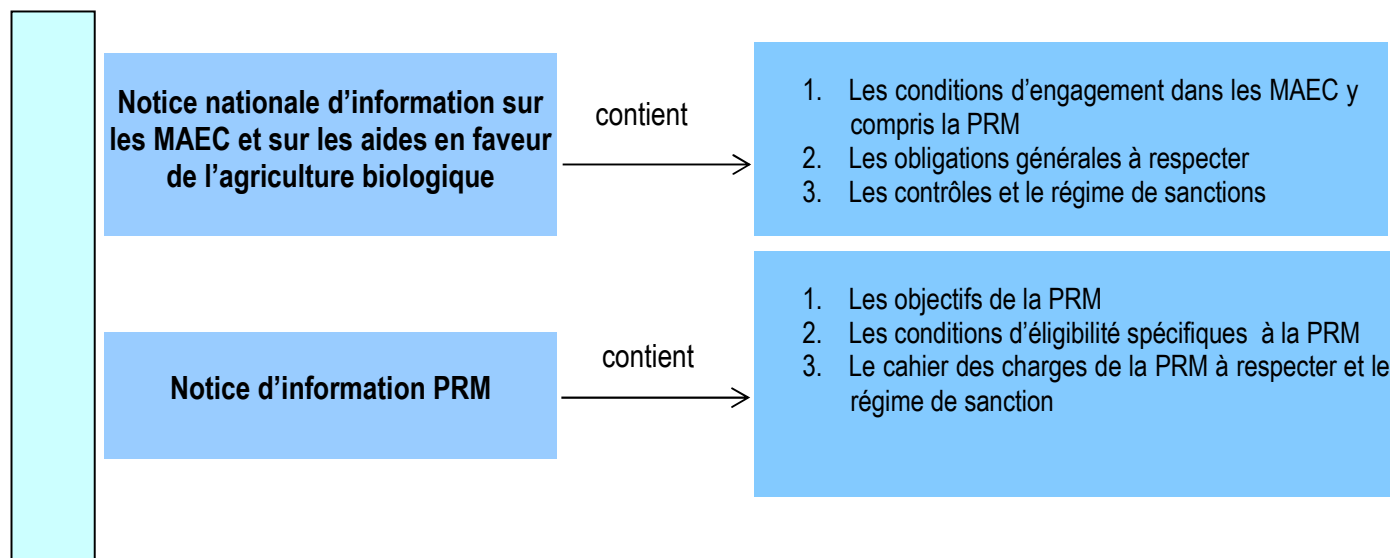 Notice nationale d’information sur
les MAEC et sur les aides en faveur
de l’agriculture biologique
contient
1. Les conditions d’engagement dans les MAEC y
compris la PRM
2. Les obligations générales à respecter
3. Les contrôles et le régime de sanctions
Notice d’information PRM
contient
1. Les objectifs de la PRM
2. Les conditions d’éligibilité spécifiques à la PRM
3. Le cahier des charges de la PRM à respecter et le
régime de sanction